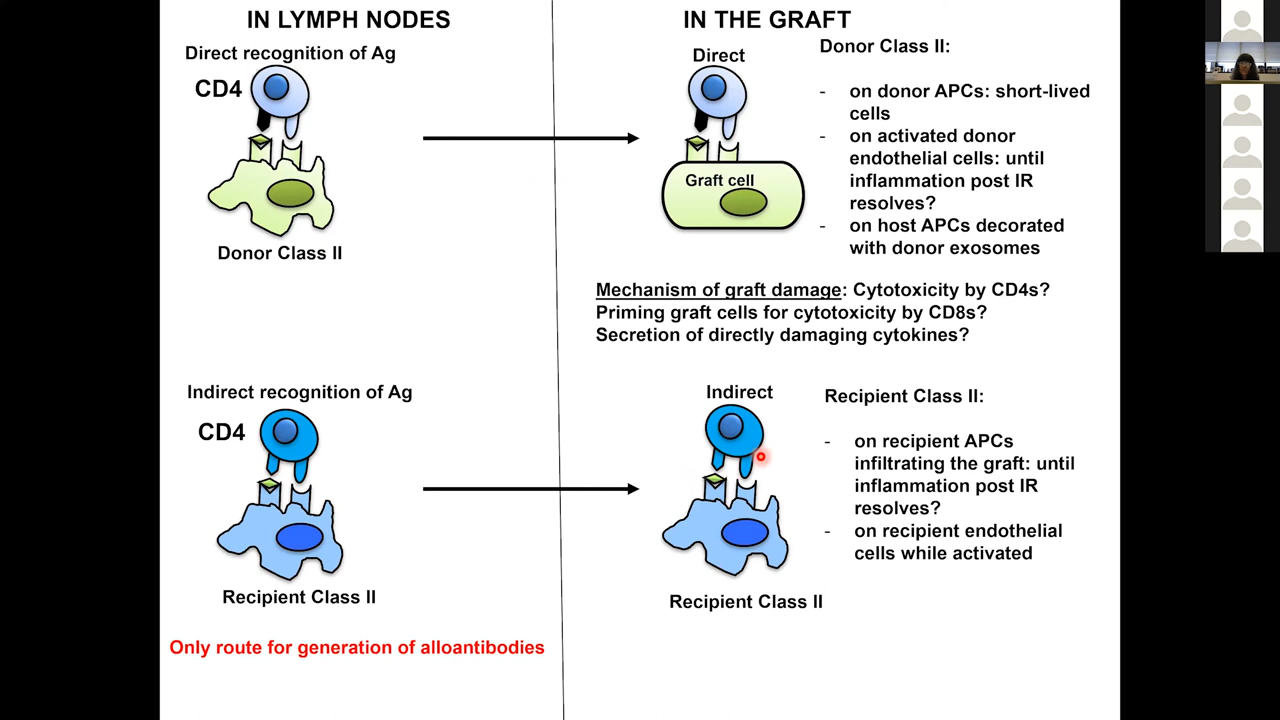 IN LYMPH NODES
Direct recognition of Ag
CD4
Donor Class II
IN THE GRAFT
Direct
Graft cell
Donor Class II:
- on donor APCs: short-lived
cells
- on activated donor
endothelial cells: until
inflammation post IR
resolves?
- on host APCs decorated
with donor exosomes
Mechanism of graft damage: Cytotoxicity by CD4s?
Priming graft cells for cytotoxicity by CD8s?
Secretion of directly damaging cytokines?
Indirect recognition of Ag
CD4
Recipient Class II
Only route for generation of alloantibodies
Indirect
Recipient Class II
Recipient Class II:
- on recipient APCs
infiltrating the graft: until
inflammation post IR
resolves?
- on recipient endothelial
cells while activated